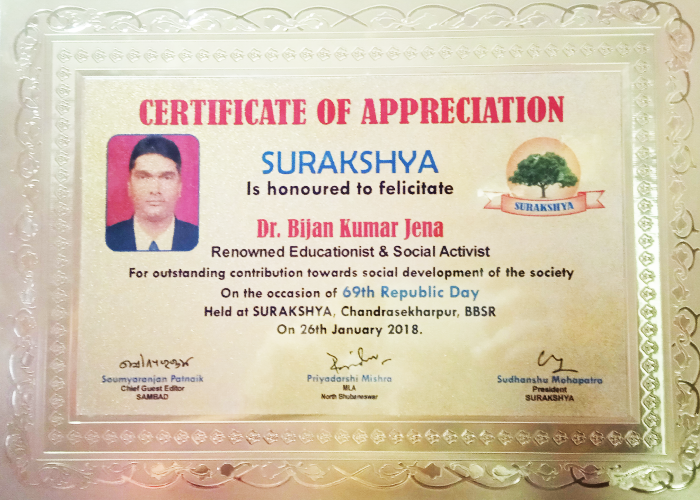 CERTIFICATE OF APPRECIATION
SURAKSHYA
Is honoured to felicitate
SURAKSHYA
Dr. Bijan Kumar Jena
Renowned Educationist & Social Activist
For outstanding contribution towards social development of the society
On the occasion of 69th Republic Day
Held at SURAKSHYA, Chandrasekharpur, BBSR
On 26th January 2018.
Soumyaranjan Patnaik
Chief Guest Editor
SAMBAD
Priyadarshi Mishra
MLA
North Bhubaneswar
Sudhanshu Mohapatra
President
SURAKSHYA